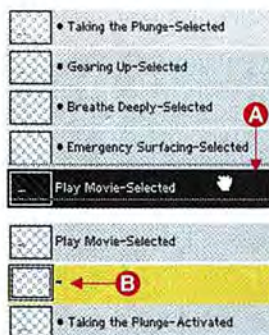 • Taking the Plunge-Selected
• Gearing Up-Selected
• Breathe Deeply-Selected
• Emergency Surfacing-Selected
A
Play Movie-Selected
Play Movie-Selected
-
B
• Taking the Plunge-Activated